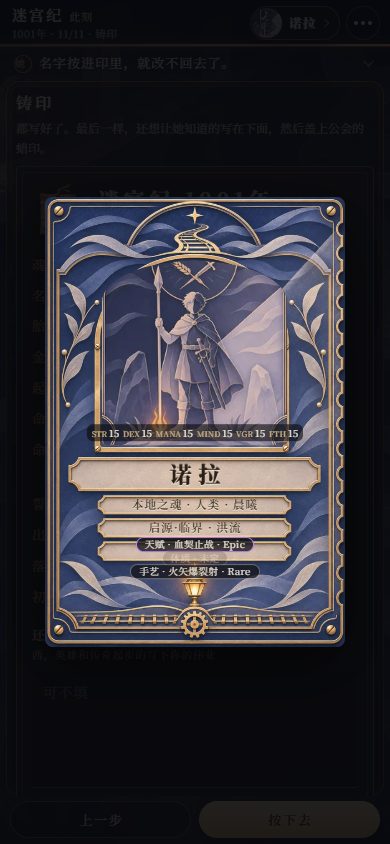 迷宫纪 此刻
1001年·11/11·铸印
诺拉
名字按进印里，就改不回去了。
铸印
都写好了。最后一样，还想让她知道的写在下面，然后盖上公会的
蜡印。
STR 15 DEX 15 MANA 15 MIND 15 VGR 15 FTH 15
诺拉
本地之魂·人类·晨曦
启源·临界·洪流
天赋·血契止战·Epic
手艺·火矢爆裂射·Rare
可不填
上一步
按下去